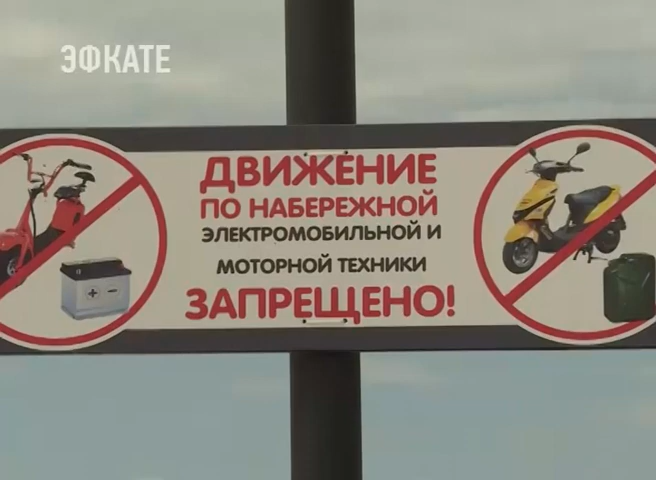 ЭФКАТЕ
ДВИЖЕНИЕ
ПО НАБЕРЕЖНОЙ
ЭЛЕКТРОМОБИЛЬНОЙ И
МОТОРНОЙ ТЕХНИКИ
ЗАПРЕЩЕНО!